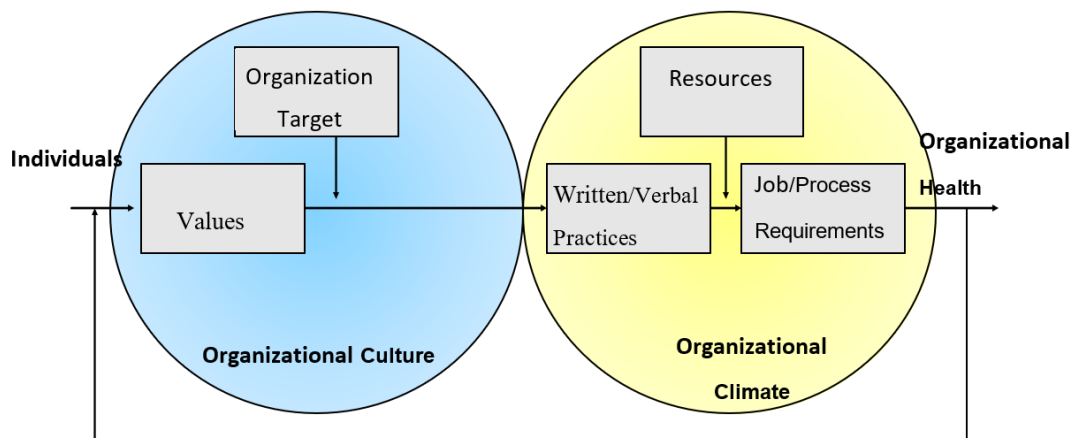 Organization
Target
Resources
Individuals
Organizational
Health
Values
Written/Verbal
Practices
Job/Process
Requirements
Organizational Culture
Organizational
Climate